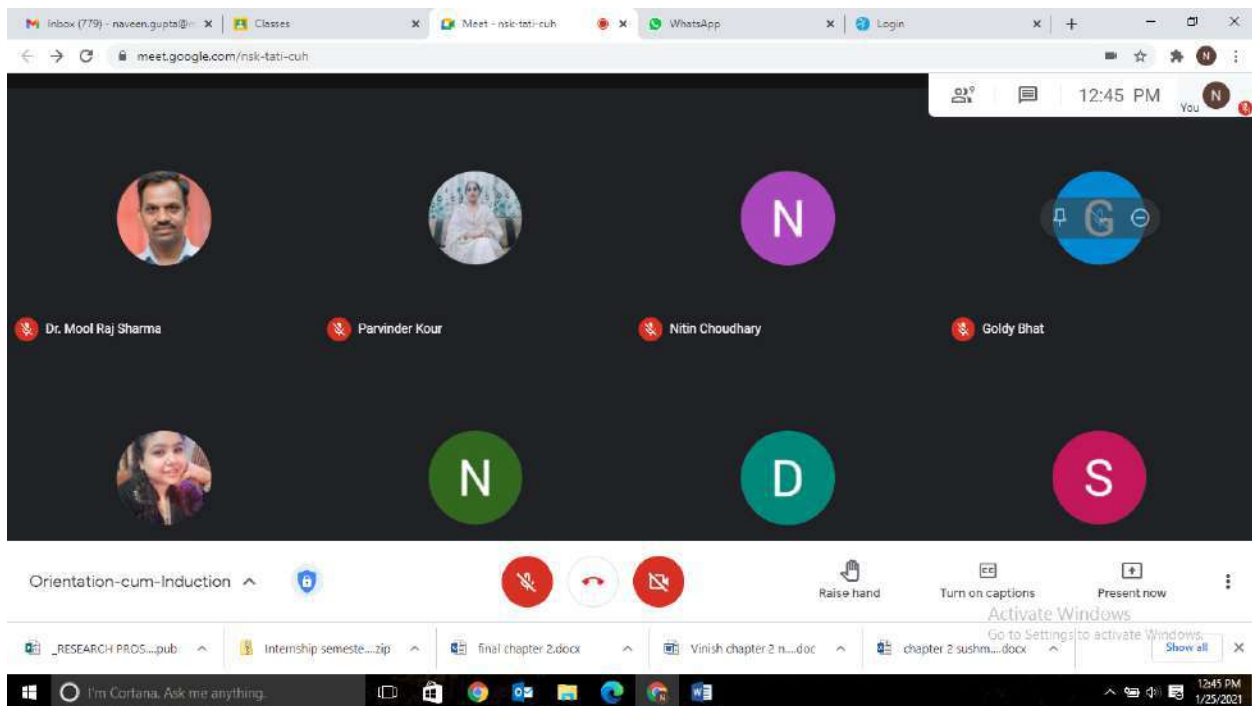 Inbox (779) - naveen.gupta@
Classes
Meet - nsk-tati-cuh
WhatsApp
Login
meet.google.com/nsk-tati-cuh
N
9
12:45 PM
You
N
N
G
Dr. Mool Raj Sharma
Parvinder Kour
Nitin Choudhary
Goldy Bhat
N
D
S
Orientation-cum-Induction
Raise hand
CC
Turn on captions
Present now
Activate Windows
Go to Settings to activate Windows.
_RESEARCH PROS....pub
Internship semeste....zip
final chapter 2.docx
Vinish chapter 2 n....doc
chapter 2 sushm....docx
Show all
I'm Cortana. Ask me anything.
12:45 PM
1/25/2021